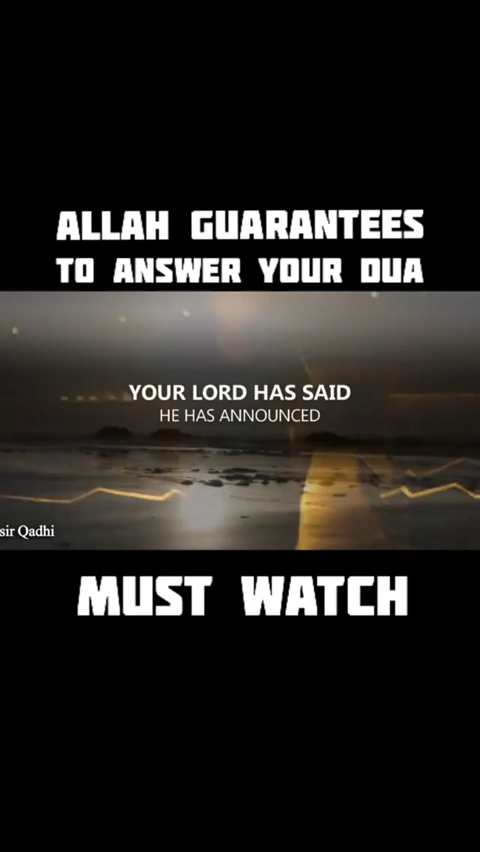 ALLAH GUARANTEES
TO ANSWER YOUR DUA
YOUR LORD HAS SAID
HE HAS ANNOUNCED
sir Qadhi
MUST WATCH